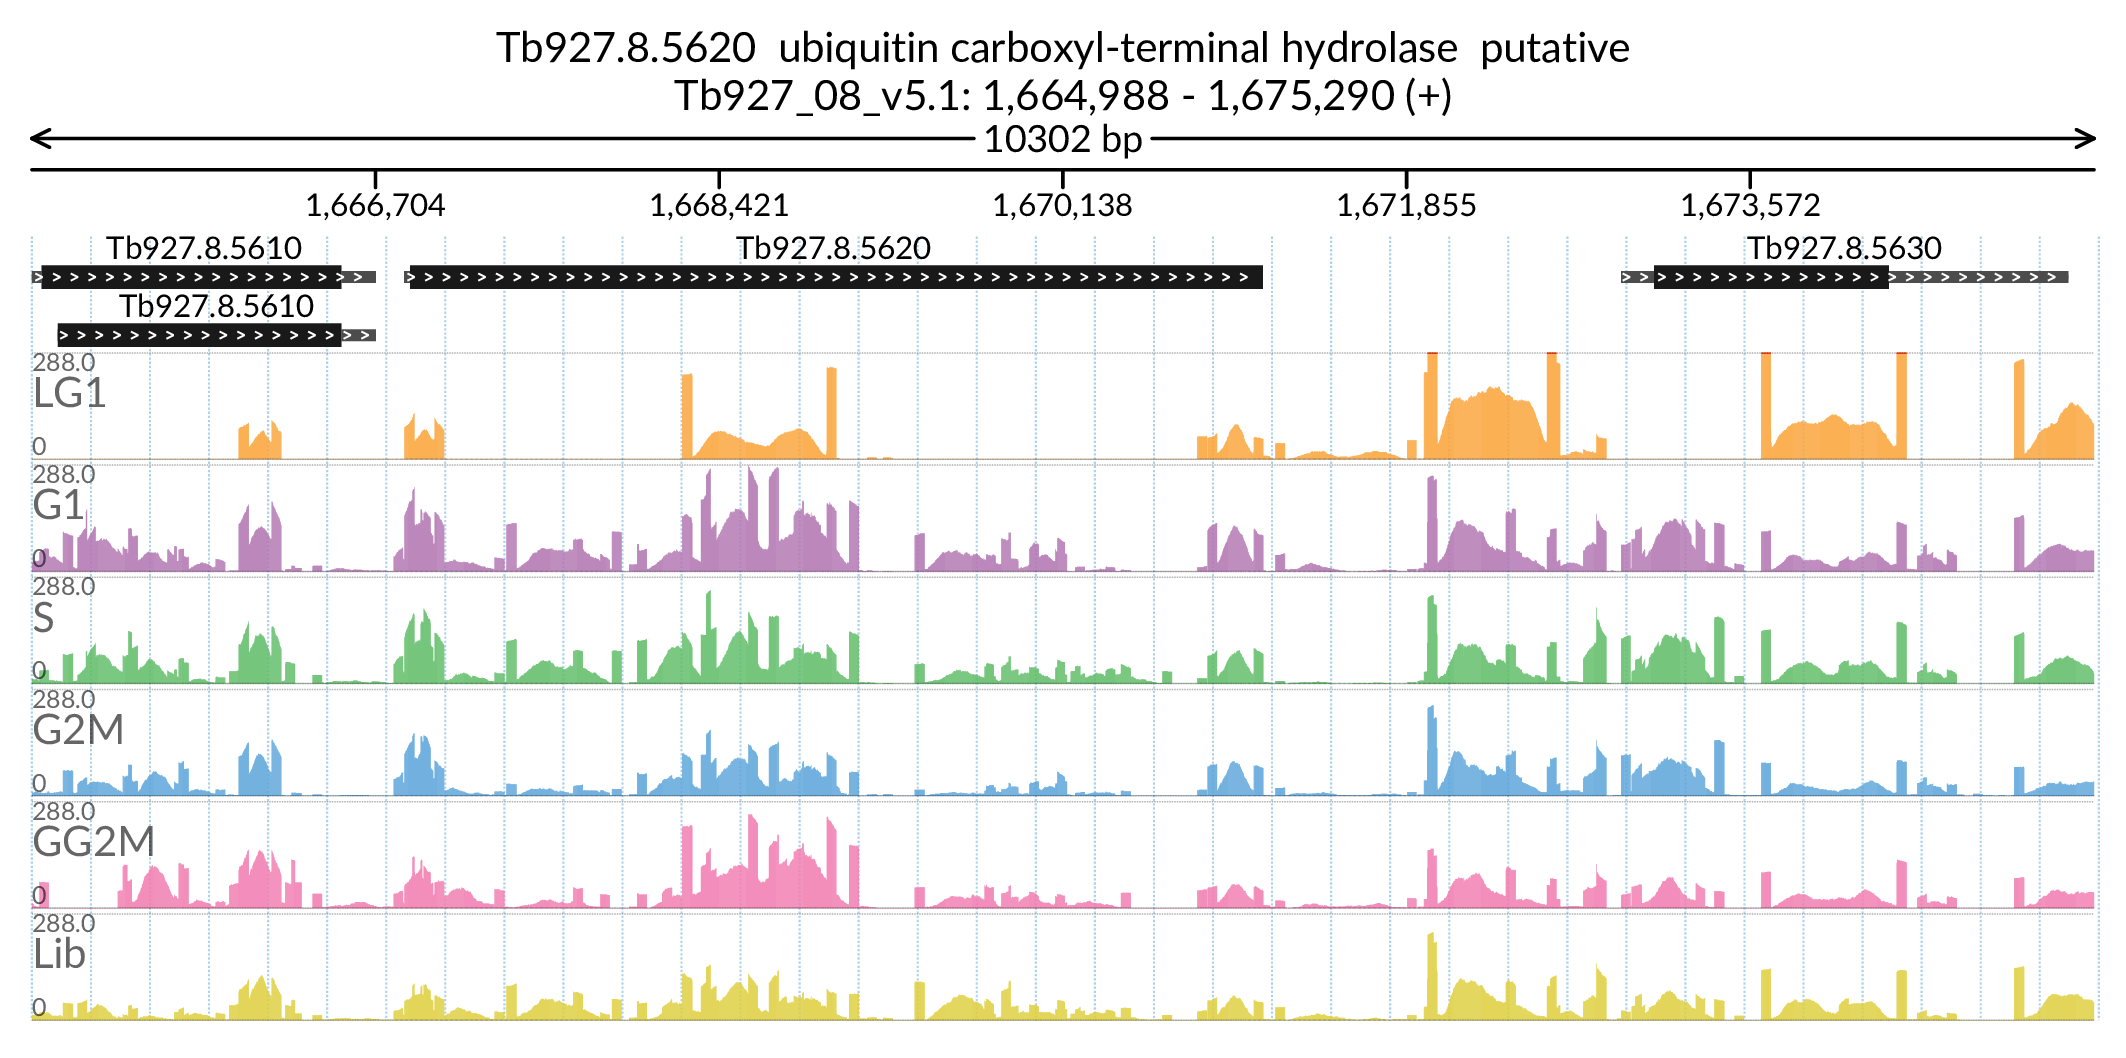 Tb927.8.5620  ubiquitin carboxyl-terminal hydrolase  putative
Tb927_08_v5.1: 1,664,988 - 1,675,290 (+)
10302 bp
1,666,704 1,668,421 1,670,138 1,671,855 1,673,572
Tb927.8.5610 Tb927.8.5620 Tb927.8.5630
Tb927.8.5610
288.0
LG1
0
288.0
G1
0
288.0
S
0
288.0
G2M
0
288.0
GG2M
0
288.0
Lib
0